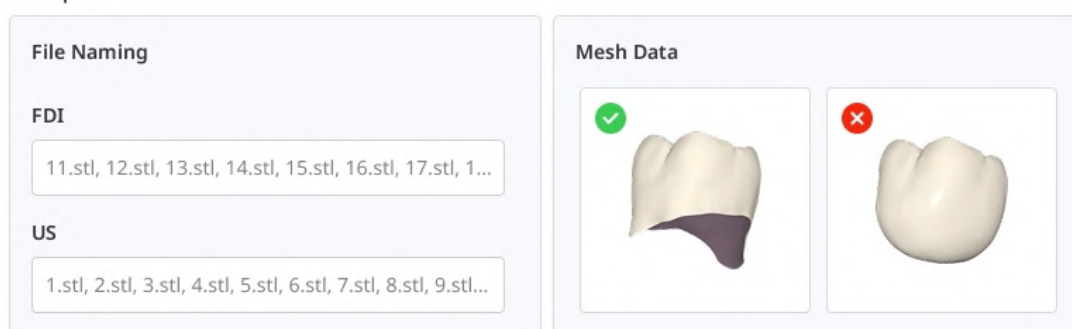 File Naming
FDI
11.stl, 12.stl, 13.stl, 14.stl, 15.stl, 16.stl, 17.stl, 1...
US
1.stl, 2.stl, 3.stl, 4.stl, 5.stl, 6.stl, 7.stl, 8.stl, 9.stl...
Mesh Data